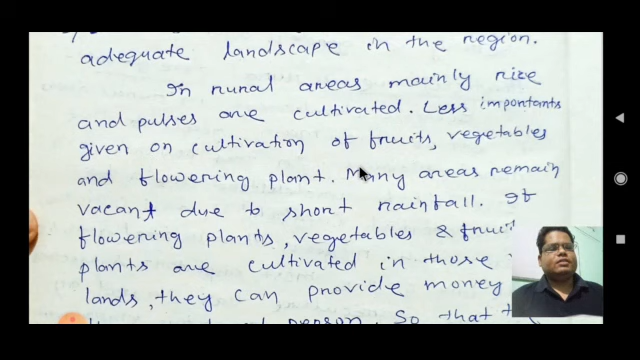 adequate landscape in the region.
In rural areas mainly rice
and pulses are cultivated. Less importants
given on cultivation of fruits, vegetables
and flowering plant. Many areas remain
vacant due to short rainfall. If
flowering plants, vegetables & fruit
plants are cultivated in those
lands, they can provide money
person. So that